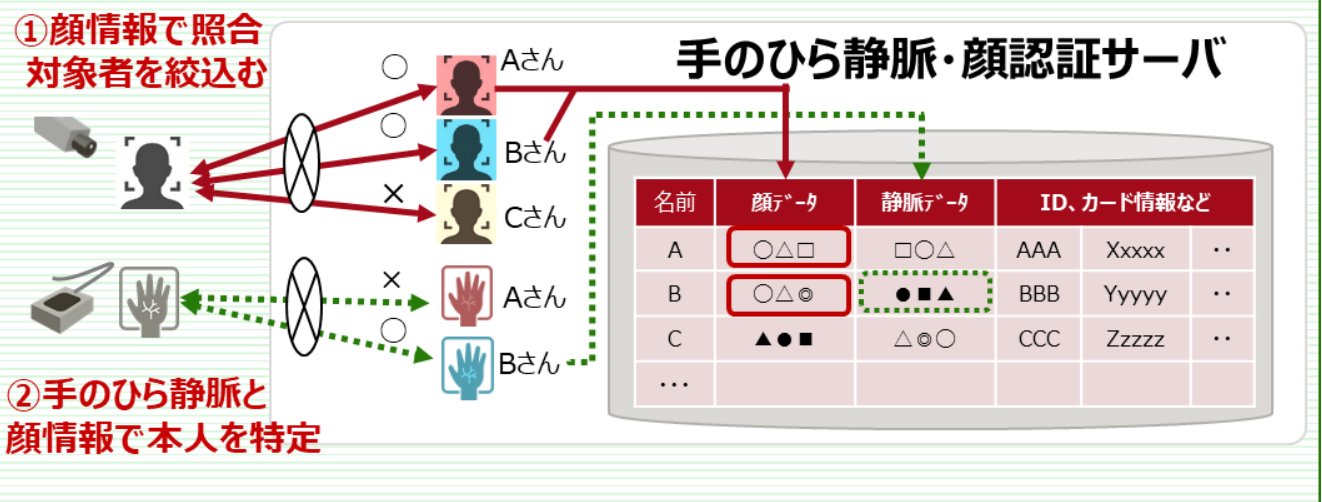 ①顔情報で照合
対象者を絞込む
手のひら静脈・顔認証サーバ
○
Aさん
○
Bさん
×
Cさん
×
Aさん
○
Bさん
②手のひら静脈と
顔情報で本人を特定
名前 顔ﾃﾞｰﾀ 静脈ﾃﾞｰﾀ ID、カード情報など
A ○△□ □○△ AAA Xxxxx ・・
B ○△◎ ●■▲ BBB Yyyyy ・・
C ▲●■ △◎○ CCC Zzzzz ・・
・・・